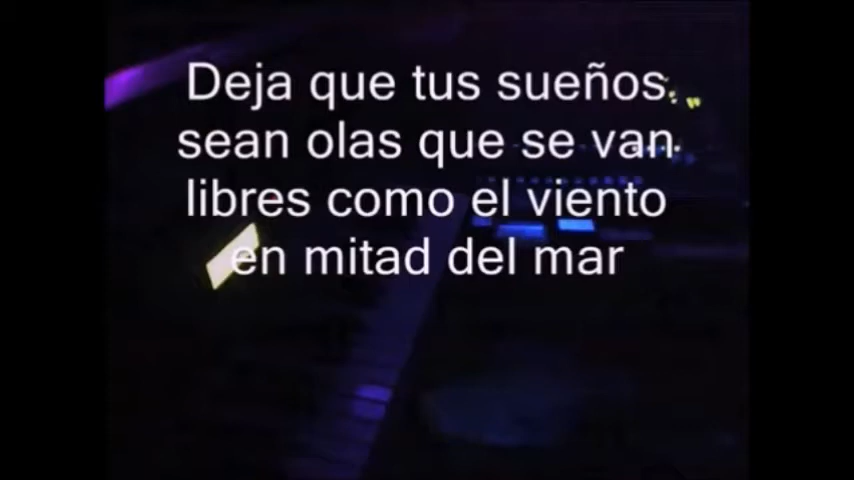 Deja que tus sueños
sean olas que se van
libres como el viento
en mitad del mar